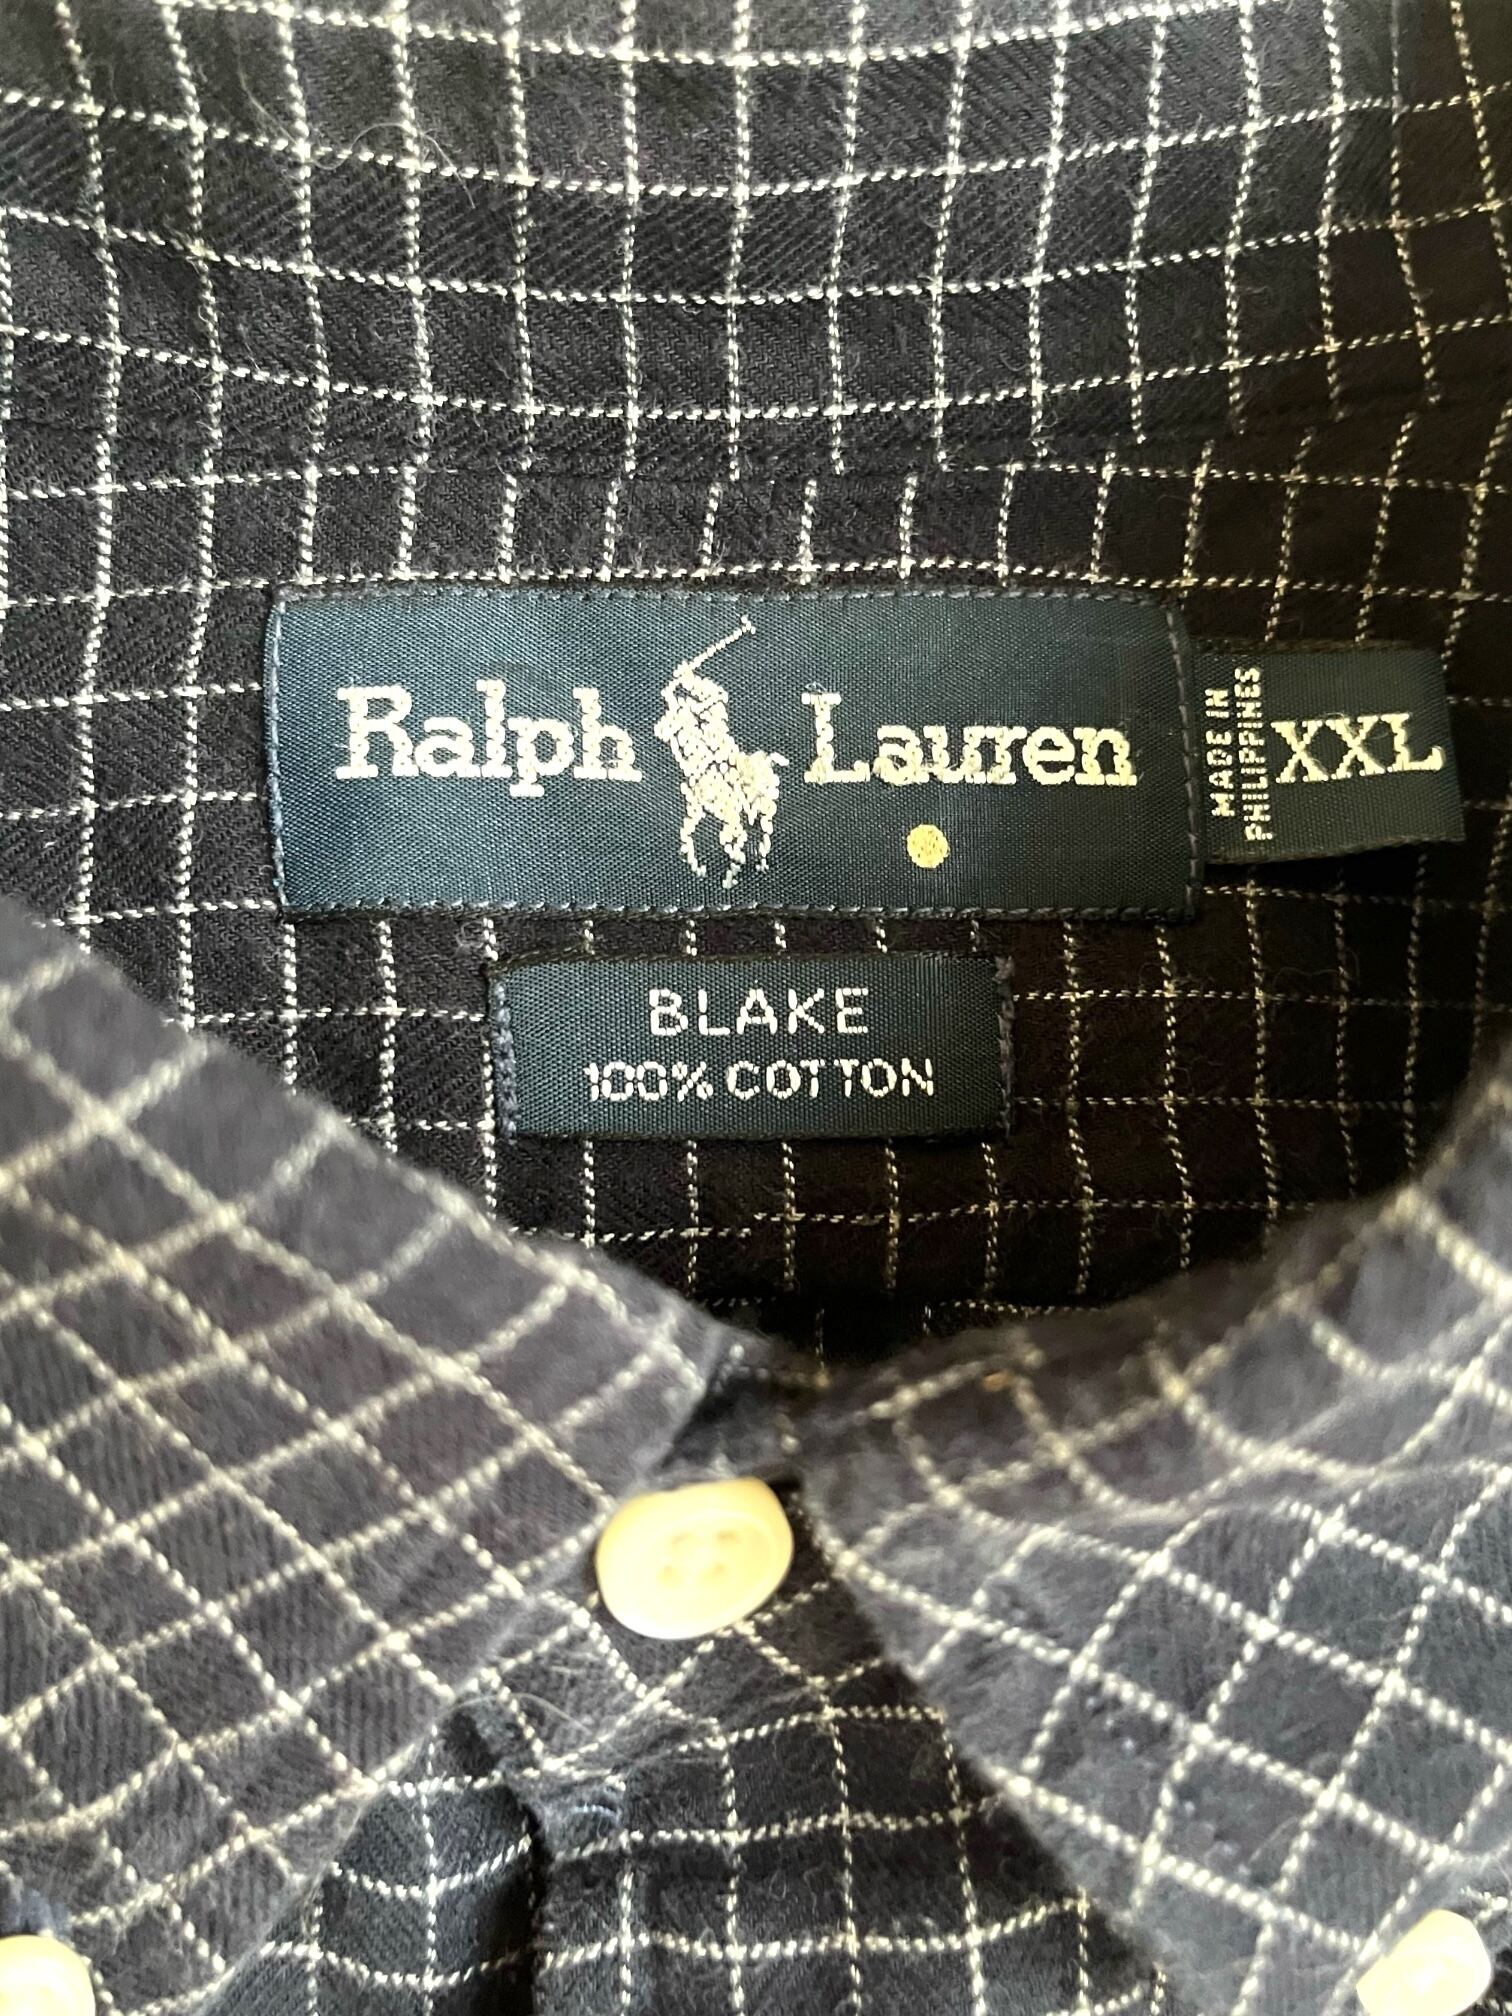 Ralph Lauren
MADE IN
PHILIPPINES
XXL
BLAKE
100% COTTON